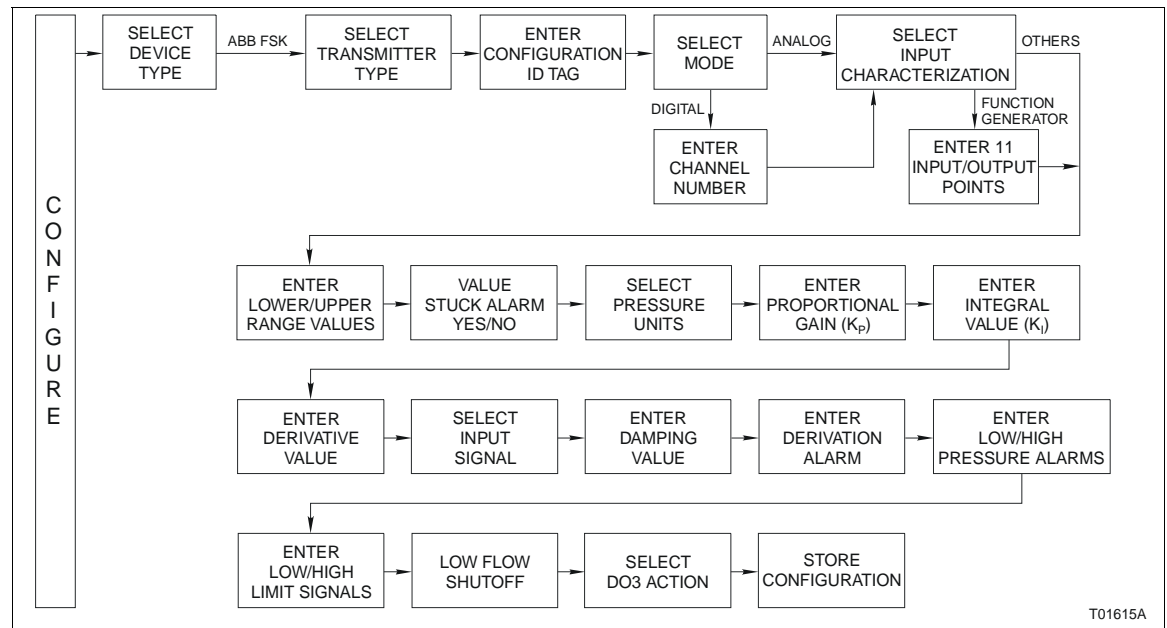 CONFIGURE
SELECT
DEVICE
TYPE
ABB FSK
SELECT
TRANSMITTER
TYPE
ENTER
CONFIGURATION
ID TAG
SELECT
MODE
ANALOG
SELECT
INPUT
CHARACTERIZATION
OTHERS
DIGITAL
FUNCTION
GENERATOR
ENTER
CHANNEL
NUMBER
ENTER 11
INPUT/OUTPUT
POINTS
ENTER
LOWER/UPPER
RANGE VALUES
VALUE
STUCK ALARM
YES/NO
SELECT
PRESSURE
UNITS
ENTER
PROPORTIONAL
GAIN (KP)
ENTER
INTEGRAL
VALUE (KI)
ENTER
DERIVATIVE
VALUE
SELECT
INPUT
SIGNAL
ENTER
DAMPING
VALUE
ENTER
DERIVATION
ALARM
ENTER
LOW/HIGH
PRESSURE ALARMS
ENTER
LOW/HIGH
LIMIT SIGNALS
LOW FLOW
SHUTOFF
SELECT
DO3 ACTION
STORE
CONFIGURATION
T01615A